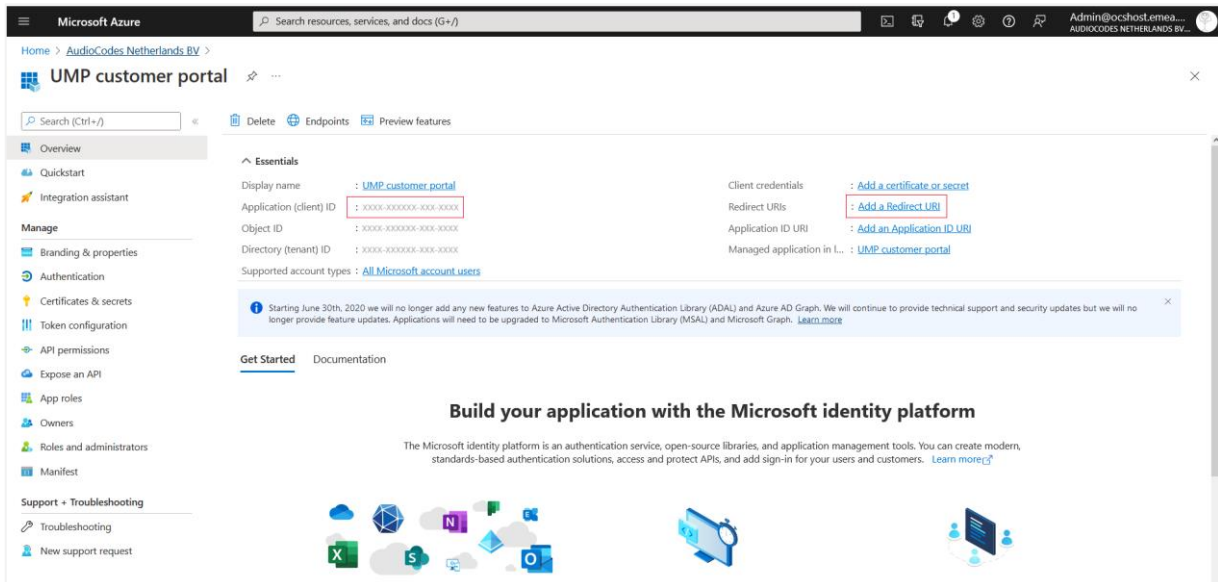 Microsoft Azure
Search resources, services, and docs (G+/)
1
Admin@ocshost.emea....
AUDIOCODES NETHERLANDS BV...
Home > AudioCodes Netherlands BV >
UMP customer portal ...
Search (Ctrl+/)
«
Delete
Endpoints
Preview features
Overview
Quickstart
Integration assistant
Manage
Branding & properties
Authentication
Certificates & secrets
Token configuration
API permissions
Expose an API
App roles
Owners
Roles and administrators
Manifest
Support + Troubleshooting
Troubleshooting
New support request
Essentials
Display name : UMP customer portal
Application (client) ID : XXXX-XXXXXX-XXX-XXXX
Object ID : XXXX-XXXXXX-XXX-XXXX
Directory (tenant) ID : XXXX-XXXXXX-XXX-XXXX
Supported account types : All Microsoft account users
Client credentials : Add a certificate or secret
Redirect URIs : Add a Redirect URI
Application ID URI : Add an Application ID URI
Managed application in l... : UMP customer portal
Starting June 30th, 2020 we will no longer add any new features to Azure Active Directory Authentication Library (ADAL) and Azure AD Graph. We will continue to provide technical support and security updates but we will no
longer provide feature updates. Applications will need to be upgraded to Microsoft Authentication Library (MSAL) and Microsoft Graph. Learn more
Get Started Documentation
Build your application with the Microsoft identity platform
The Microsoft identity platform is an authentication service, open-source libraries, and application management tools. You can create modern,
standards-based authentication solutions, access and protect APIs, and add sign-in for your users and customers. Learn more